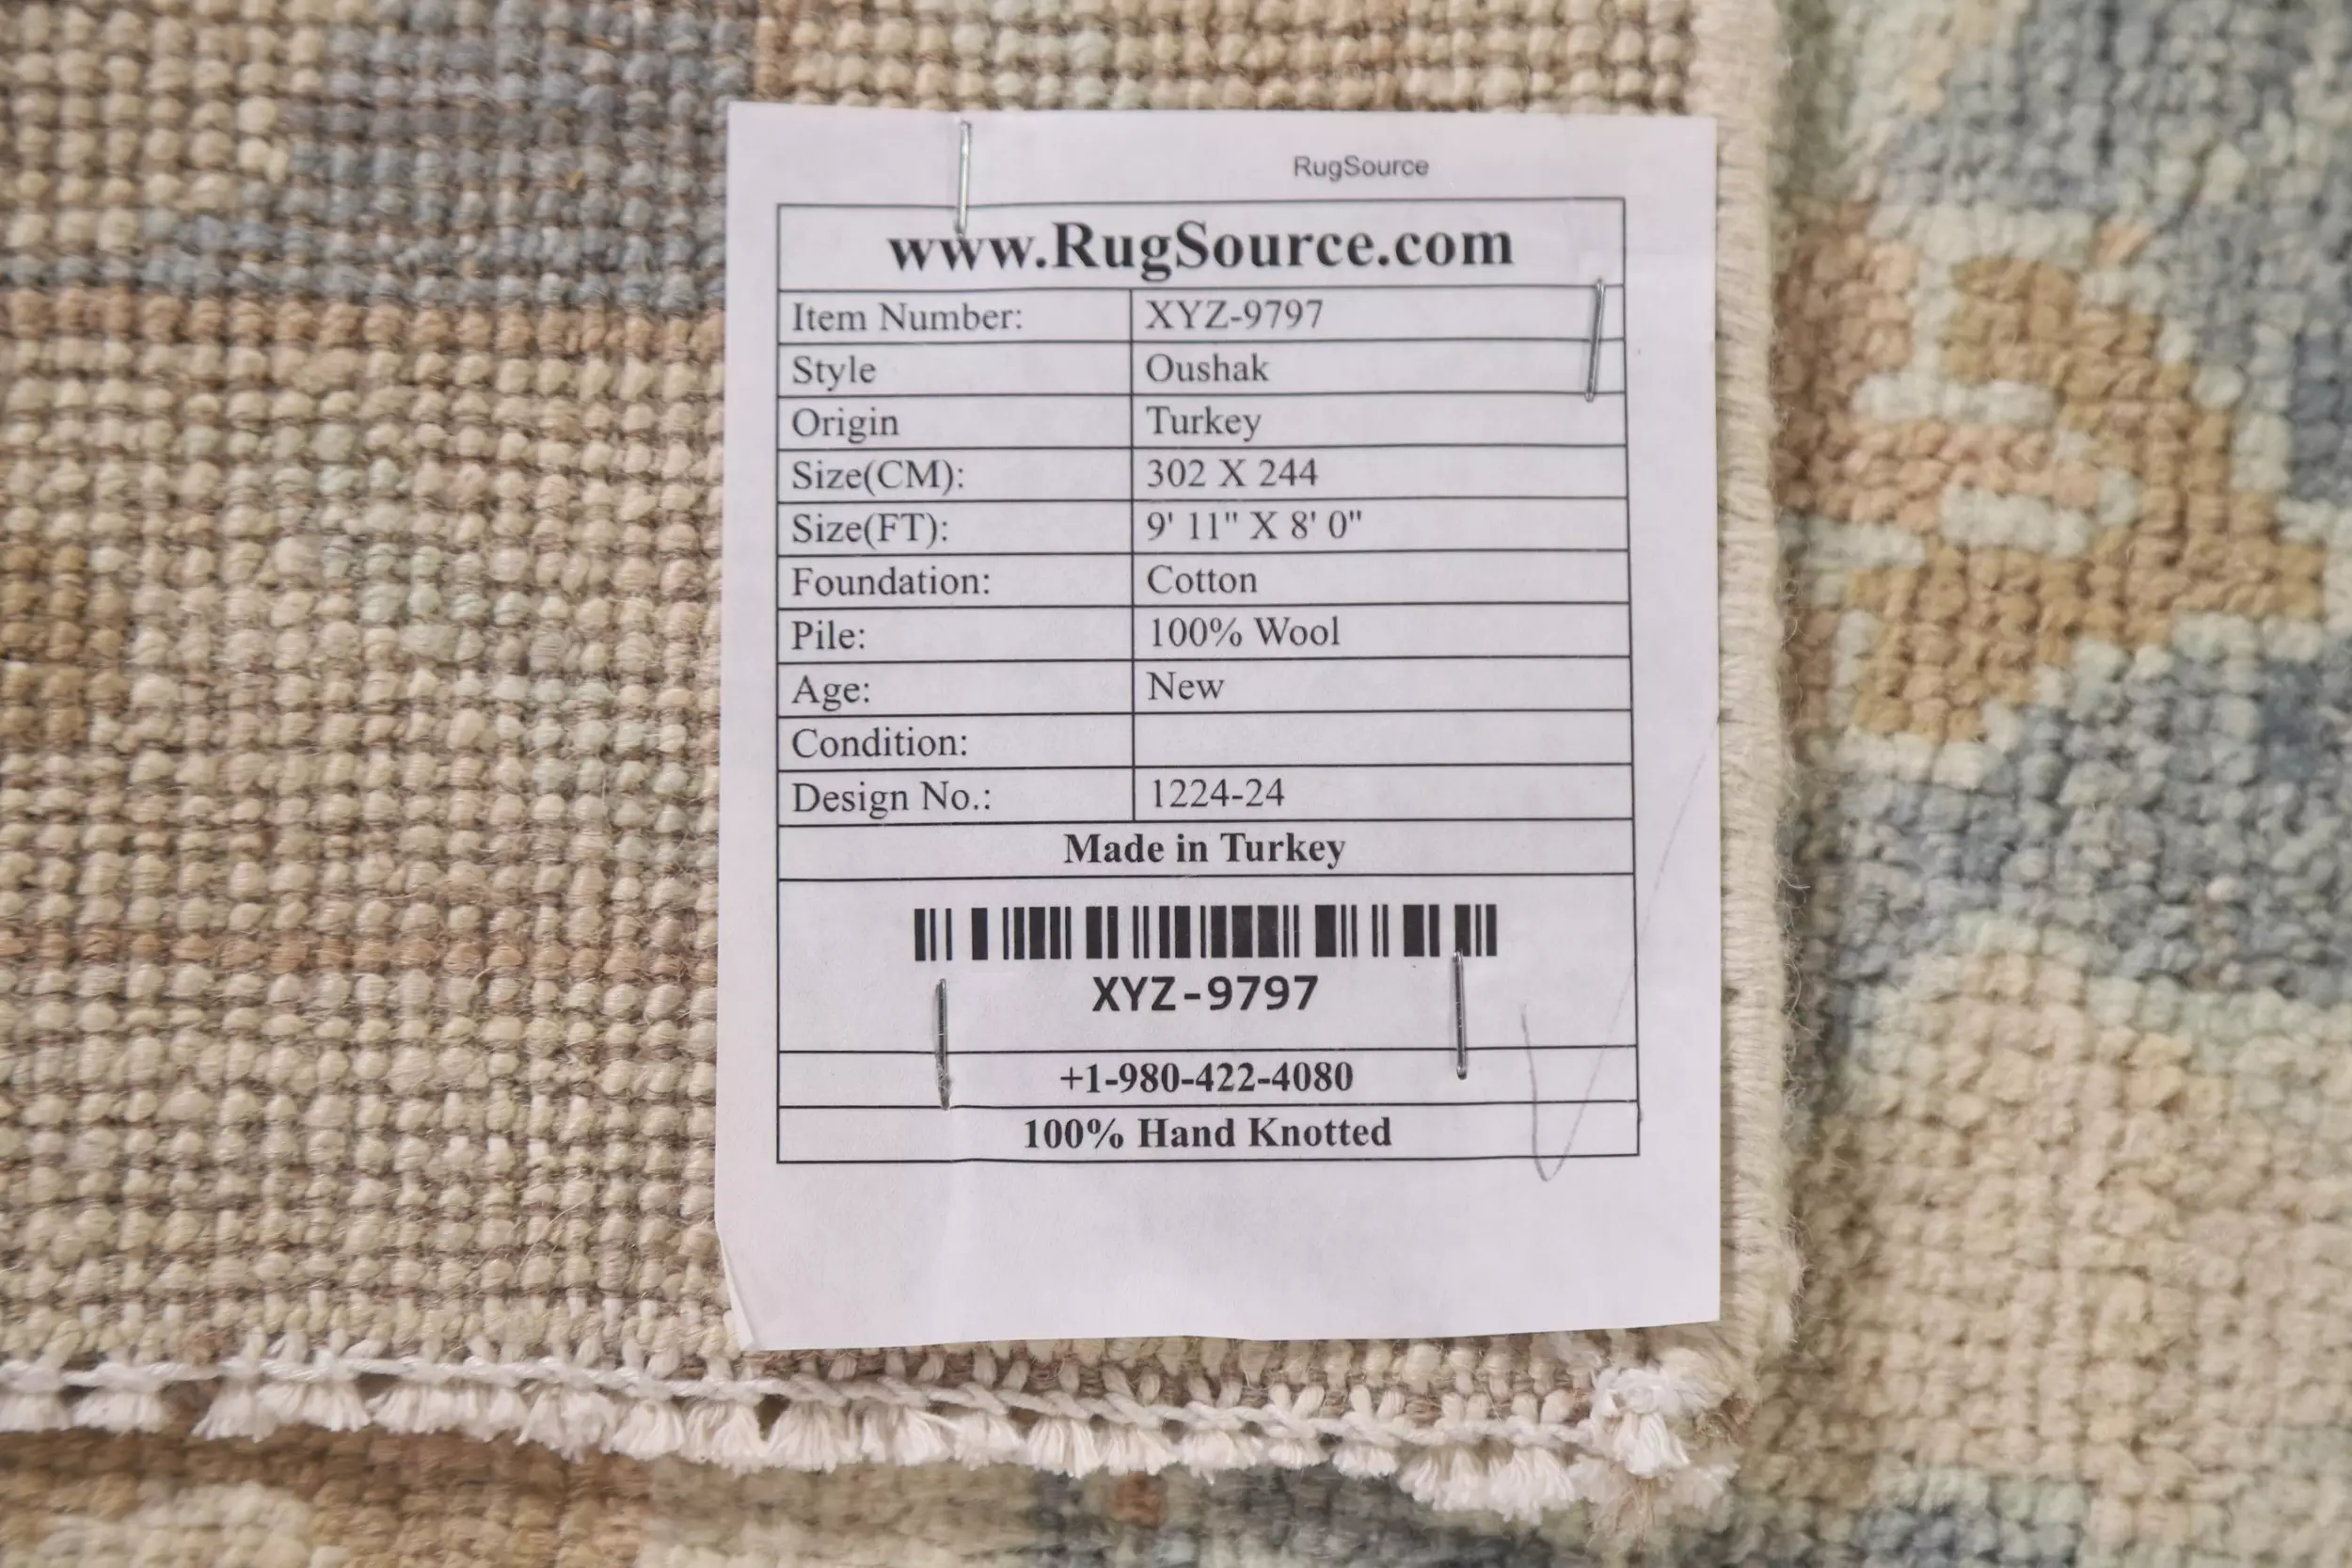 RugSource
www.RugSource.com
Item Number: XYZ-9797
Style Oushak
Origin Turkey
Size(CM): 302 X 244
Size(FT): 9' 11" X 8' 0"
Foundation: Cotton
Pile: 100% Wool
Age: New
Condition:
Design No.: 1224-24
Made in Turkey
XYZ-9797
+1-980-422-4080
100% Hand Knotted